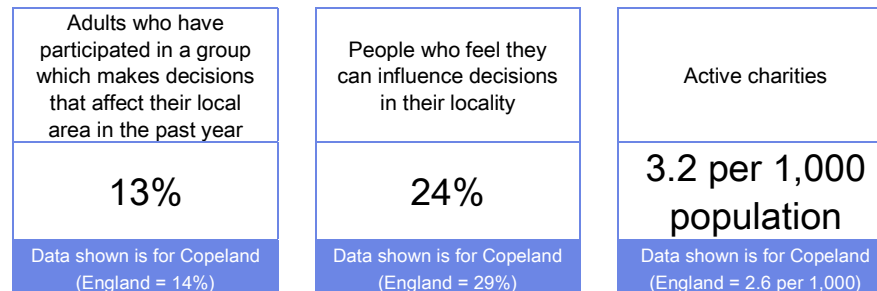 Adults who have
participated in a group
which makes decisions
that affect their local
area in the past year
13%
Data shown is for Copeland
(England = 14%)
People who feel they
can influence decisions
in their locality
24%
Data shown is for Copeland
(England = 29%)
Active charities
3.2 per 1,000
population
Data shown is for Copeland
(England = 2.6 per 1,000)